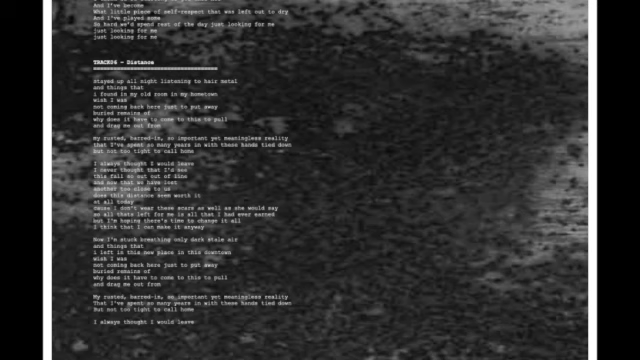 And I've become
What little piece of self-respect that was left out to dry
And I've played some
So hard we'd spend rest of the day just looking for me
just looking for me
just looking for me
TRACK06 - Distance
=====================================
stayed up all night listening to hair metal
and things that
i found in my old room in my hometown
wish I was
not coming back here just to put away
buried remains of
why does it have to come to this to pull
and drag me out from
my rusted, barred-in, so important yet meaningless reality
that I've spent so many years in with these hands tied down
but not too tight to call home
I always thought I would leave
I never thought that I'd see
this fall so out of line
and now that we have lost
another too close to us
does this distance seem worth it
at all today
cause I don't wear these scars as well as she would say
so all thats left for me is all that I had ever earned
but I'm hoping there's time to change it all
I think that I can make it anyway
Now I'm stuck breathing only dark stale air
and things that
i left in this new place in this downtown
wish I was
not coming back here just to put away
buried remains of
why does it have to come to this to pull
and drag me out from
My rusted, barred-in, so important yet meaningless reality
That I've spent so many years in with these hands tied down
But not too tight to call home
I always thought I would leave